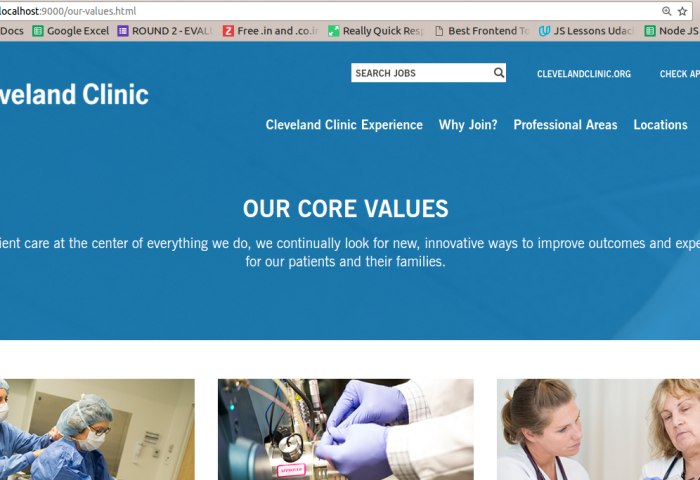 localhost:9000/our-values.html
Docs Google Excel ROUND 2 - EVAL Free .in and .co.i Really Quick Res Best Frontend To JS Lessons Udac Node JS
SEARCH JOBS CLEVELANDCLINIC.ORG CHECK AP
veland Clinic
Cleveland Clinic Experience Why Join? Professional Areas Locations
OUR CORE VALUES
ient care at the center of everything we do, we continually look for new, innovative ways to improve outcomes and expe
for our patients and their families.